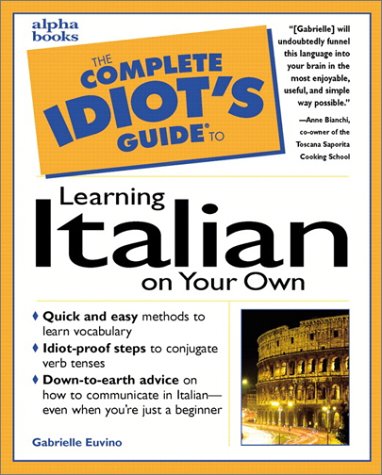 alpha
books
THE
COMPLETE
IDIOT'S
GUIDE® TO
"[Gabrielle] will
undoubtedly funnel
this language into
your brain in the
most enjoyable,
useful, and simple
way possible."
—Anne Bianchi,
co-owner of the
Toscana Saporita
Cooking School
Learning
Italian
on Your Own
Quick and easy methods to
learn vocabulary
Idiot-proof steps to conjugate
verb tenses
Down-to-earth advice on
how to communicate in Italian—
even when you're just a beginner
Gabrielle Euvino